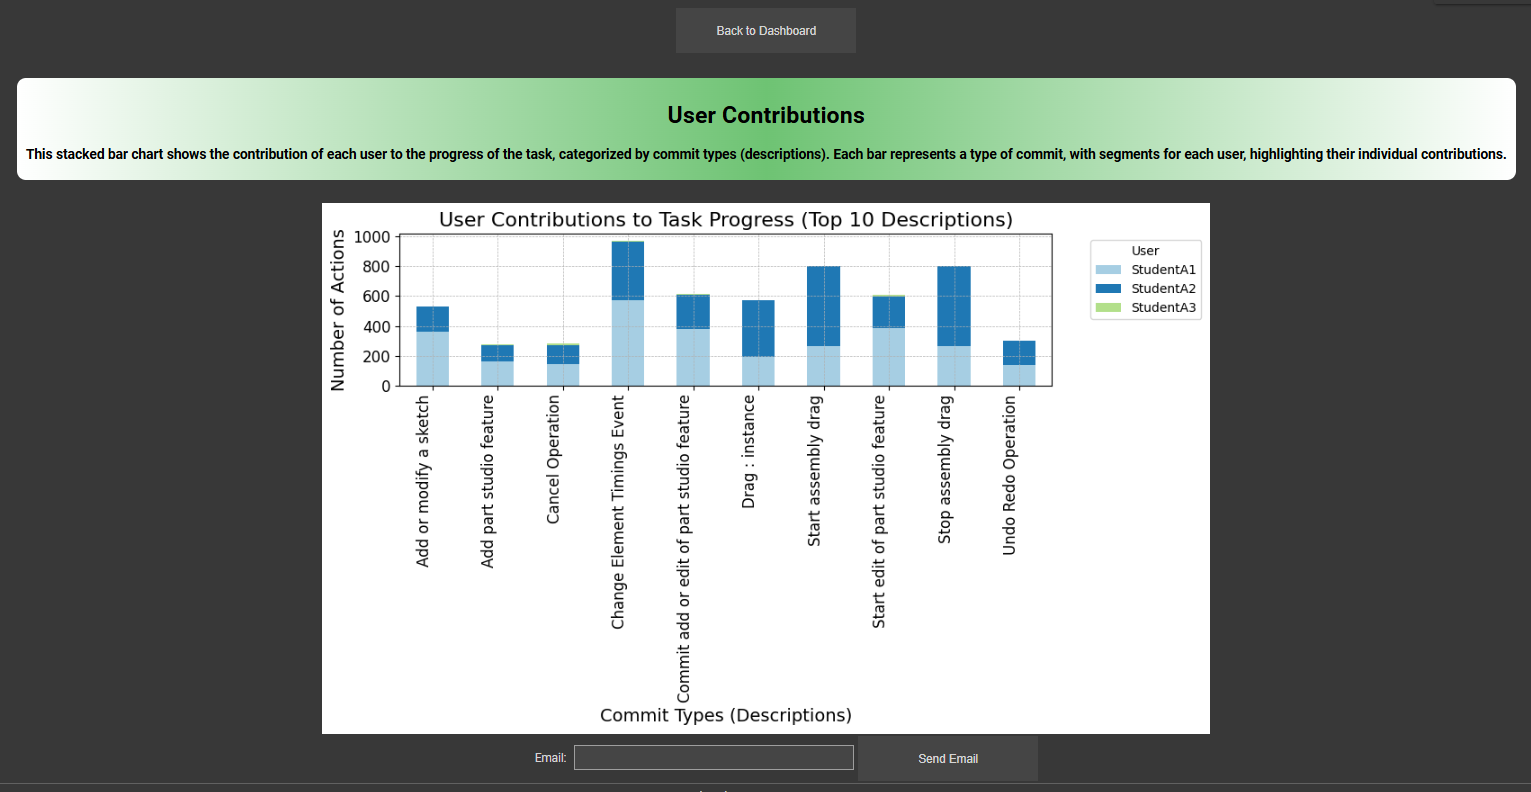 Back to Dashboard
User Contributions
This stacked bar chart shows the contribution of each user to the progress of the task, categorized by commit types (descriptions). Each bar represents a type of commit, with segments for each user, highlighting their individual contributions.
User Contributions to Task Progress (Top 10 Descriptions)
Number of Actions
1000
800
600
400
200
0
User
StudentA1
StudentA2
StudentA3
Add or modify a sketch
Add part studio feature
Cancel Operation
Change Element Timings Event
Commit add or edit of part studio feature
Drag : instance
Start assembly drag
Start edit of part studio feature
Stop assembly drag
Undo Redo Operation
Commit Types (Descriptions)
Email:
Send Email